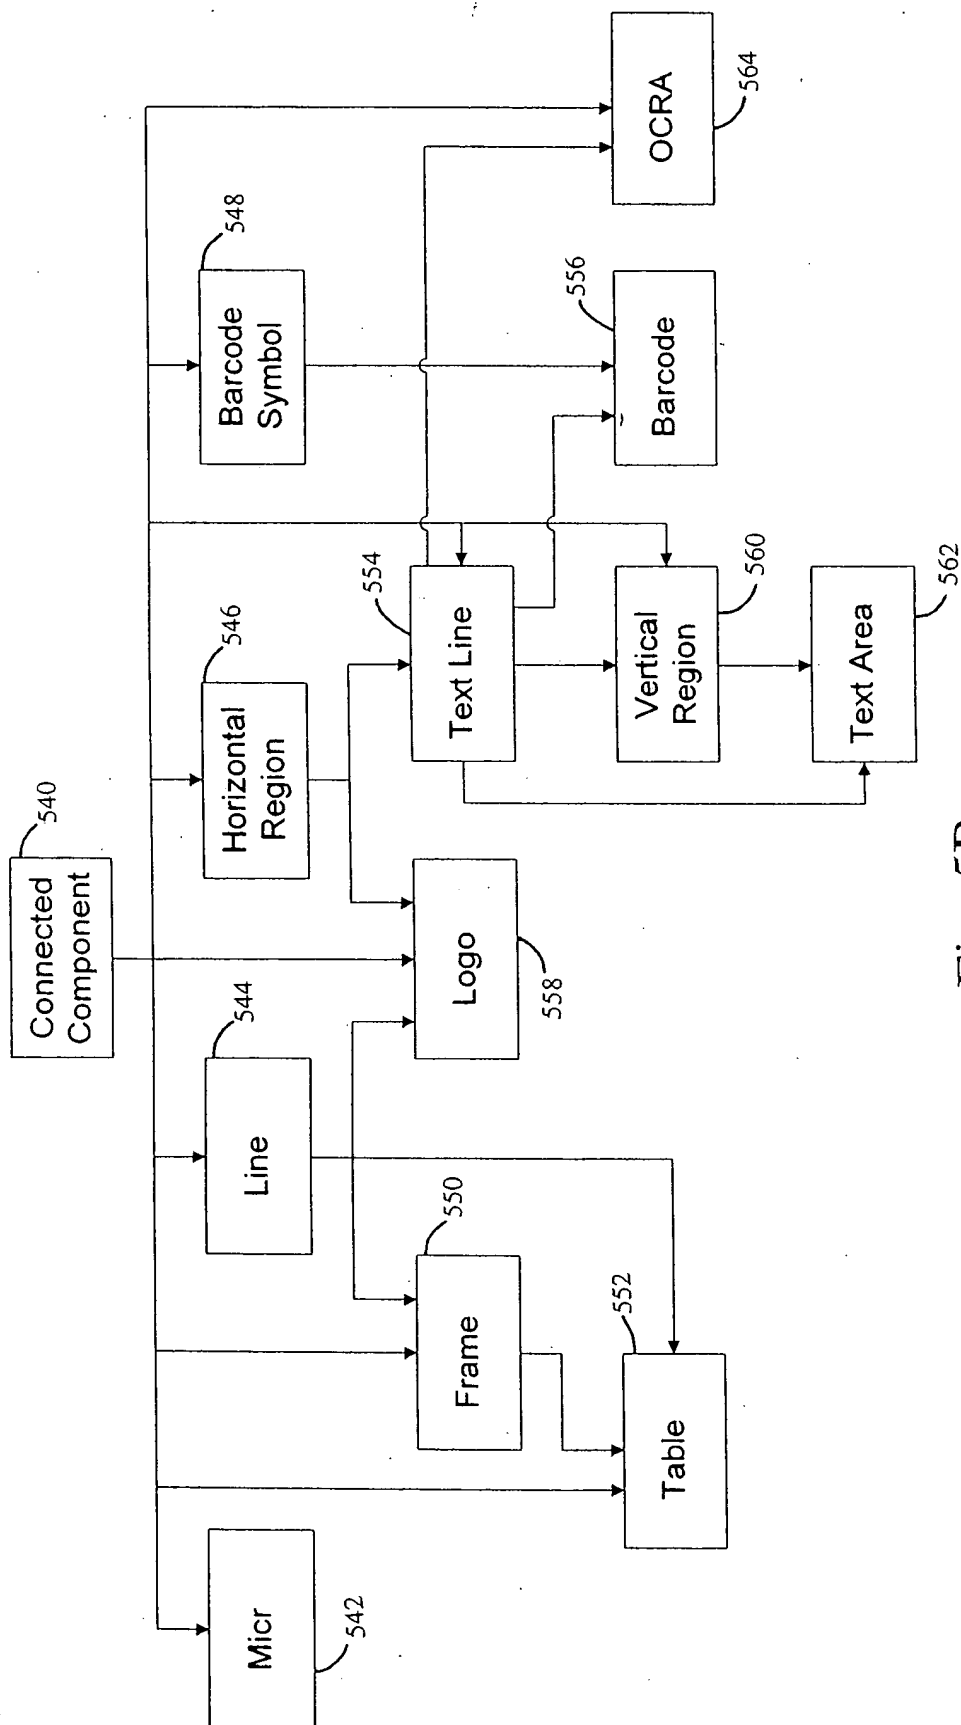 540
Connected
Component
Micr
542
Line
544
Horizontal
Region
546
Barcode
Symbol
548
Frame
550
Logo
558
Text Line
554
Table
552
Vertical
Region
560
Barcode
556
OCRA
564
Text Area
562